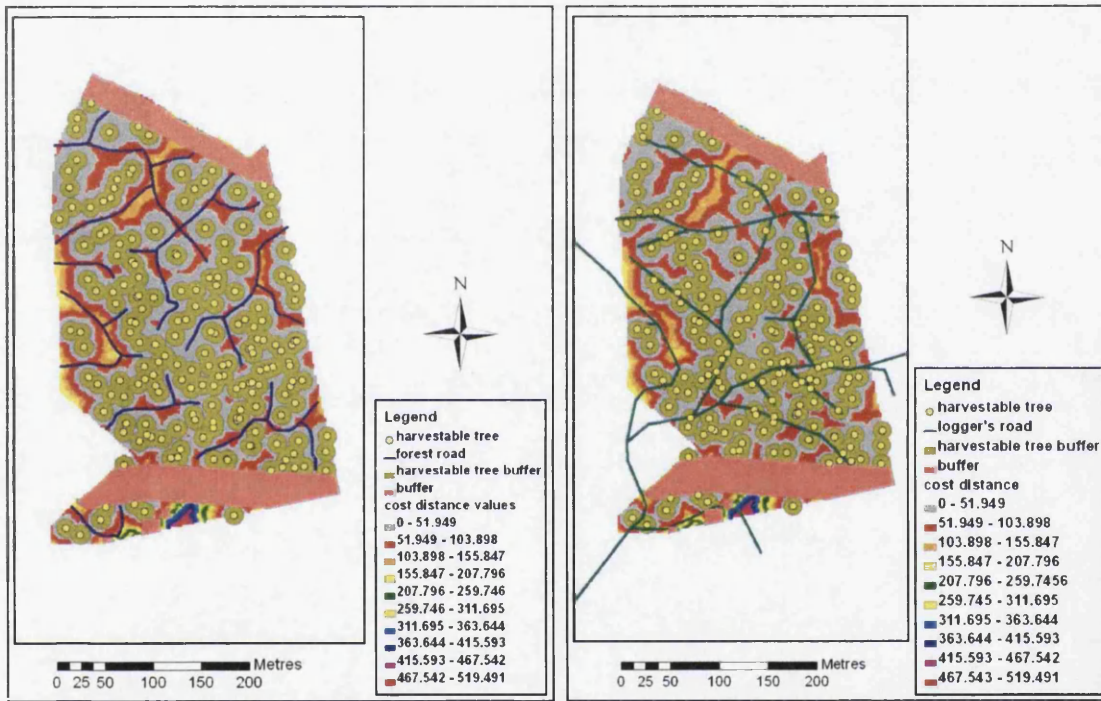 N
Legend
harvestable tree
forest road
harvestable tree buffer
buffer
cost distance values
0 - 51.949
51.949 - 103.898
103.898 - 155.847
155.847 - 207.796
207.796 - 259.746
259.746 - 311.695
311.695 - 363.644
363.644 - 415.593
415.593 - 467.542
467.542 - 519.491
Metres
0 25 50 100 150 200
N
Legend
harvestable tree
logger's road
harvestable tree buffer
buffer
cost distance
0 - 51.949
51.949 - 103.898
103.898 - 155.847
155.847 - 207.796
207.796 - 259.7456
259.745 - 311.695
311.695 - 363.644
363.644 - 415.593
415.593 - 467.542
467.543 - 519.491
Metres
0 25 50 100 150 200